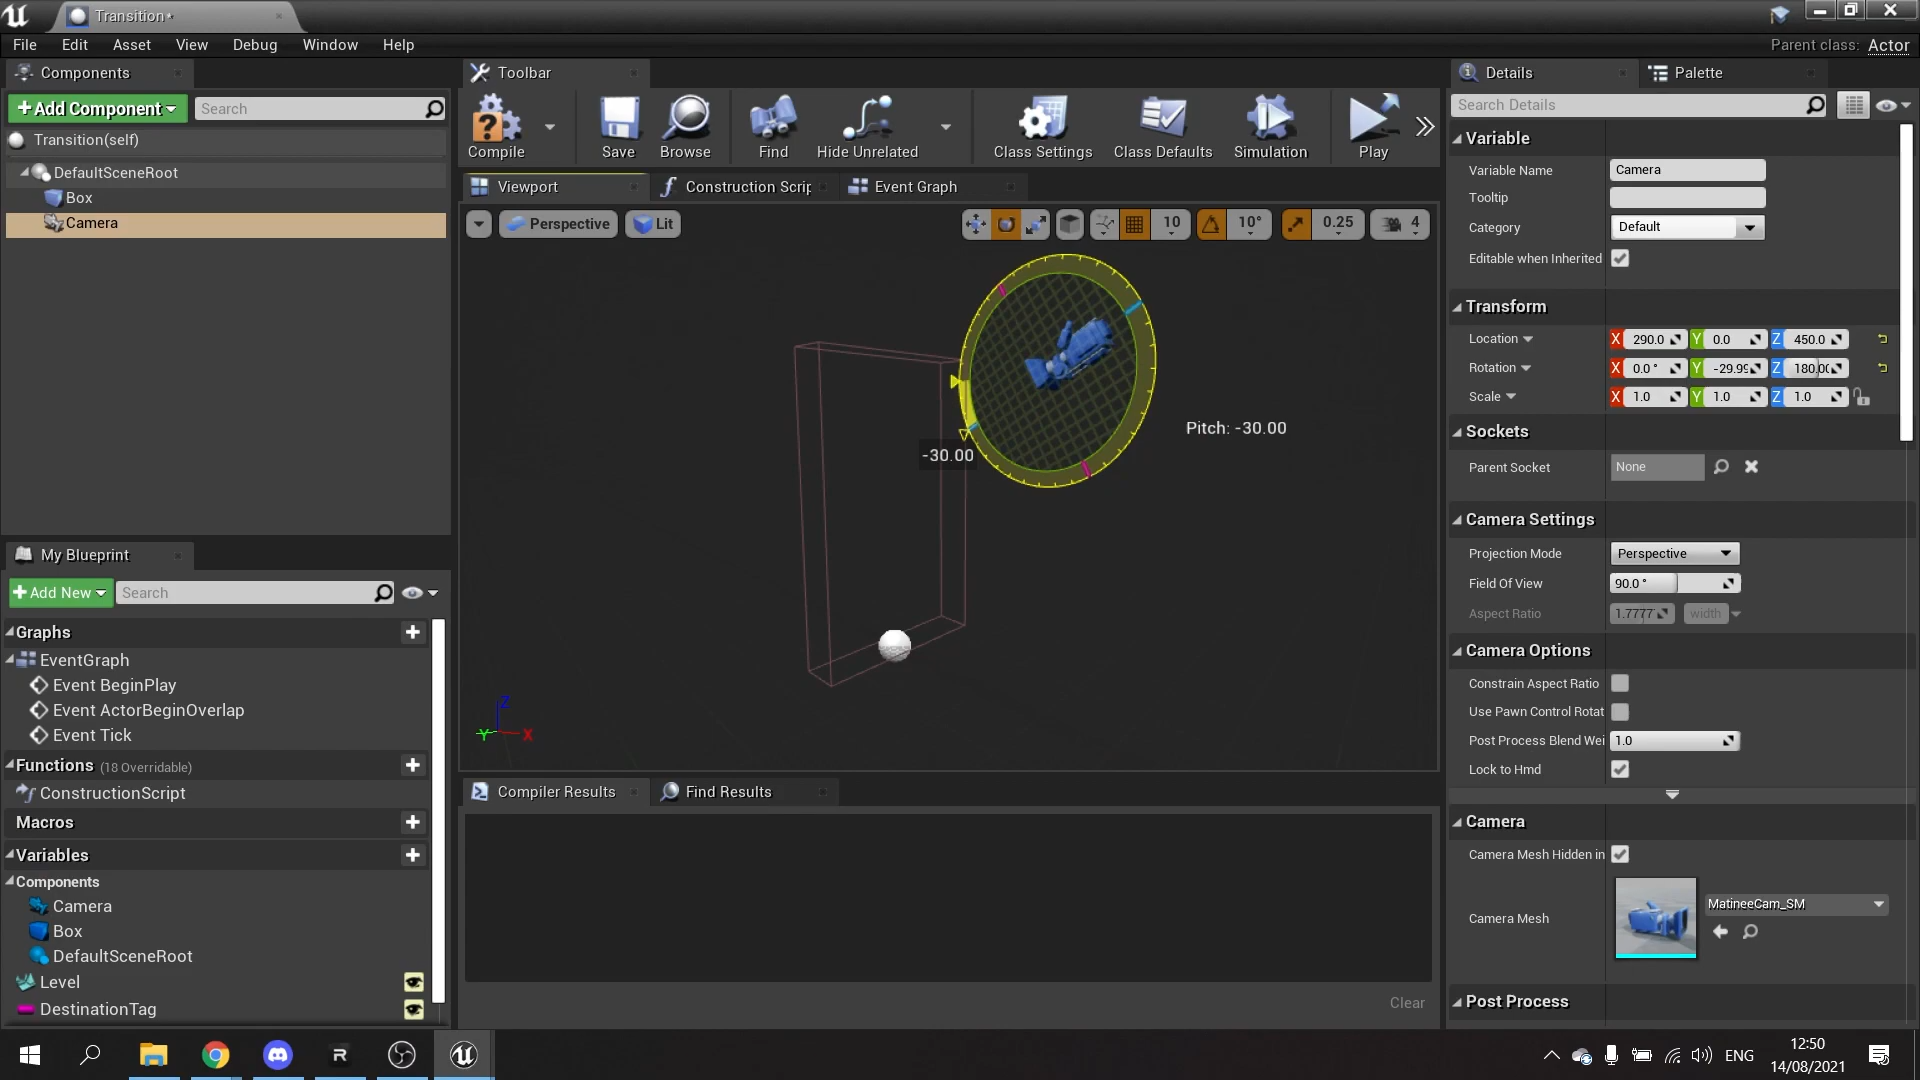 Transition*
File Edit Asset View Debug Window Help
Parent class: Actor
Components
+Add Component
Search
Transition(self)
DefaultSceneRoot
Box
Camera
Toolbar
Compile
Save
Browse
Find
Hide Unrelated
Class Settings
Class Defaults
Simulation
Play
Viewport
Construction Scrip
Event Graph
Perspective
Lit
10
10°
0.25
4
Pitch: -30.00
-30.00
Z
Y
X
My Blueprint
+Add New
Search
Graphs
EventGraph
Event BeginPlay
Event ActorBeginOverlap
Event Tick
Functions (18 Overridable)
ConstructionScript
Macros
Variables
Components
Camera
Box
DefaultSceneRoot
Level
DestinationTag
Compiler Results
Find Results
Clear
Details
Palette
Search Details
Variable
Variable Name Camera
Tooltip
Category Default
Editable when Inherited
Transform
Location X 290.0 Y 0.0 Z 450.0
Rotation X 0.0 ° Y -29.99 Z 180.00
Scale X 1.0 Y 1.0 Z 1.0
Sockets
Parent Socket None
Camera Settings
Projection Mode Perspective
Field Of View 90.0 °
Aspect Ratio 1.7777 width
Camera Options
Constrain Aspect Ratio
Use Pawn Control Rotat
Post Process Blend Wei 1.0
Lock to Hmd
Camera
Camera Mesh Hidden in
Camera Mesh MatineeCam_SM
Post Process
ENG
12:50
14/08/2021